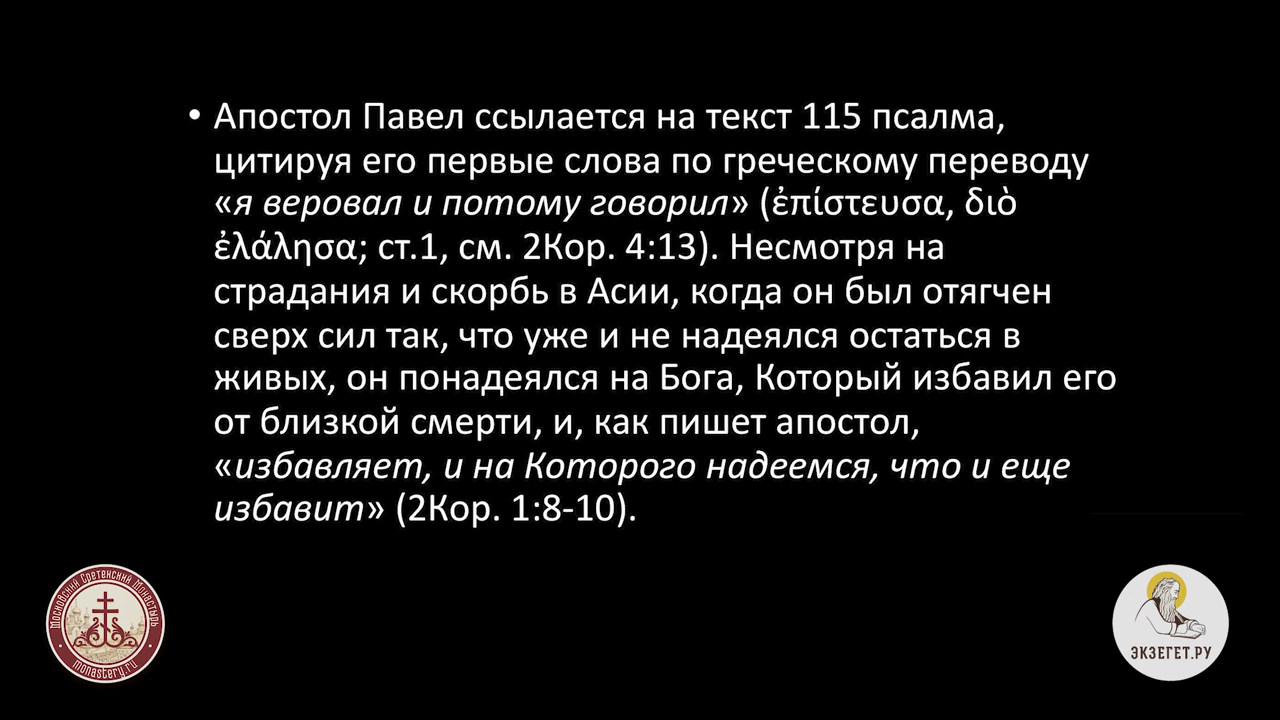 • Апостол Павел ссылается на текст 115 псалма,
цитируя его первые слова по греческому переводу
«я веровал и потому говорил» (ἐπίστευσα, διὸ
ἐλάλησα; ст.1, см. 2Кор. 4:13). Несмотря на
страдания и скорбь в Асии, когда он был отягчен
сверх сил так, что уже и не надеялся остаться в
живых, он понадеялся на Бога, Который избавил его
от близкой смерти, и, как пишет апостол,
«избавляет, и на Которого надеемся, что и еще
избавит» (2Кор. 1:8-10).
Московский Сретенский Монастырь
monastery.ru
ЭКЗЕГЕТ.РУ